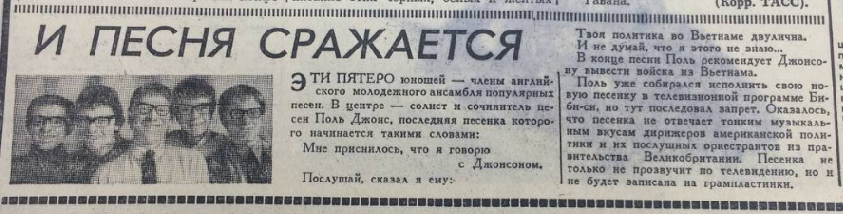 (Корр. ТАСС).
И ПЕСНЯ СРАЖАЕТСЯ
ЭТИ ПЯТЕРО юношей — члены англий-
ского молодежного ансамбля популярных
песен. В центре — солист и сочинитель пе-
сен Поль Джонс, последняя песенка которо-
го начинается такими словами:
Мне приснилось, что я говорю
с Джонсоном.
Послушай, сказал я ему:
Твоя политика во Вьетнаме двулична.
И не думай, что я этого не знаю...
В конце песни Поль рекомендует Джонсо-
ну вывести войска из Вьетнама.
Поль уже собирался исполнить свою но-
вую песенку в телевизионной программе Би-
би-си, но тут последовал запрет. Оказалось,
что песенка не отвечает тонким музыкаль-
ным вкусам дирижеров американской поли-
тики и их послушных оркестрантов из пра-
вительства Великобритании. Песенка не
только не прозвучит по телевидению, но и
не будет записана на грампластинки.